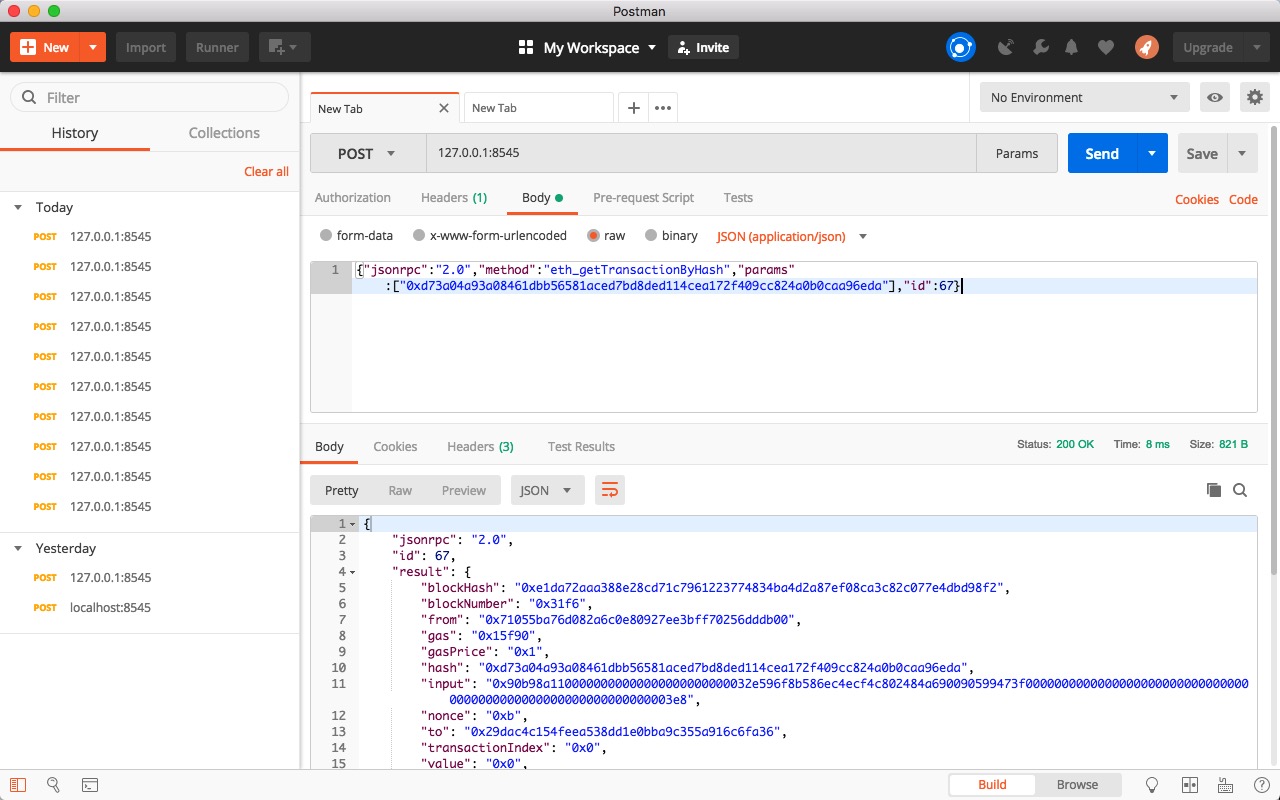 Postman
New
Import
Runner
My Workspace
Invite
Upgrade
Filter
History
Collections
Clear all
Today
POST 127.0.0.1:8545
POST 127.0.0.1:8545
POST 127.0.0.1:8545
POST 127.0.0.1:8545
POST 127.0.0.1:8545
POST 127.0.0.1:8545
POST 127.0.0.1:8545
POST 127.0.0.1:8545
POST 127.0.0.1:8545
POST 127.0.0.1:8545
Yesterday
POST 127.0.0.1:8545
POST localhost:8545
New Tab
New Tab
No Environment
POST
127.0.0.1:8545
Params
Send
Save
Authorization
Headers (1)
Body
Pre-request Script
Tests
Cookies
Code
form-data
x-www-form-urlencoded
raw
binary
JSON (application/json)
1 {"jsonrpc":"2.0","method":"eth_getTransactionByHash","params"
:["0xd73a04a93a08461dbb56581aced7bd8ded114cea172f409cc824a0b0caa96eda"],"id":67}
Body
Cookies
Headers (3)
Test Results
Status: 200 OK
Time: 8 ms
Size: 821 B
Pretty
Raw
Preview
JSON
1 {
2 "jsonrpc": "2.0",
3 "id": 67,
4 "result": {
5 "blockHash": "0xe1da72aaa388e28cd71c7961223774834ba4d2a87ef08ca3c82c077e4dbd98f2",
6 "blockNumber": "0x31f6",
7 "from": "0x71055ba76d082a6c0e80927ee3bff70256dddb00",
8 "gas": "0x15f90",
9 "gasPrice": "0x1",
10 "hash": "0xd73a04a93a08461dbb56581aced7bd8ded114cea172f409cc824a0b0caa96eda",
11 "input":
12 "nonce": "0xb",
13 "to": "0x29dac4c154feea538dd1e0bba9c355a916c6fa36",
14 "transactionIndex": "0x0",
15 "value": "0x0",
Build
Browse